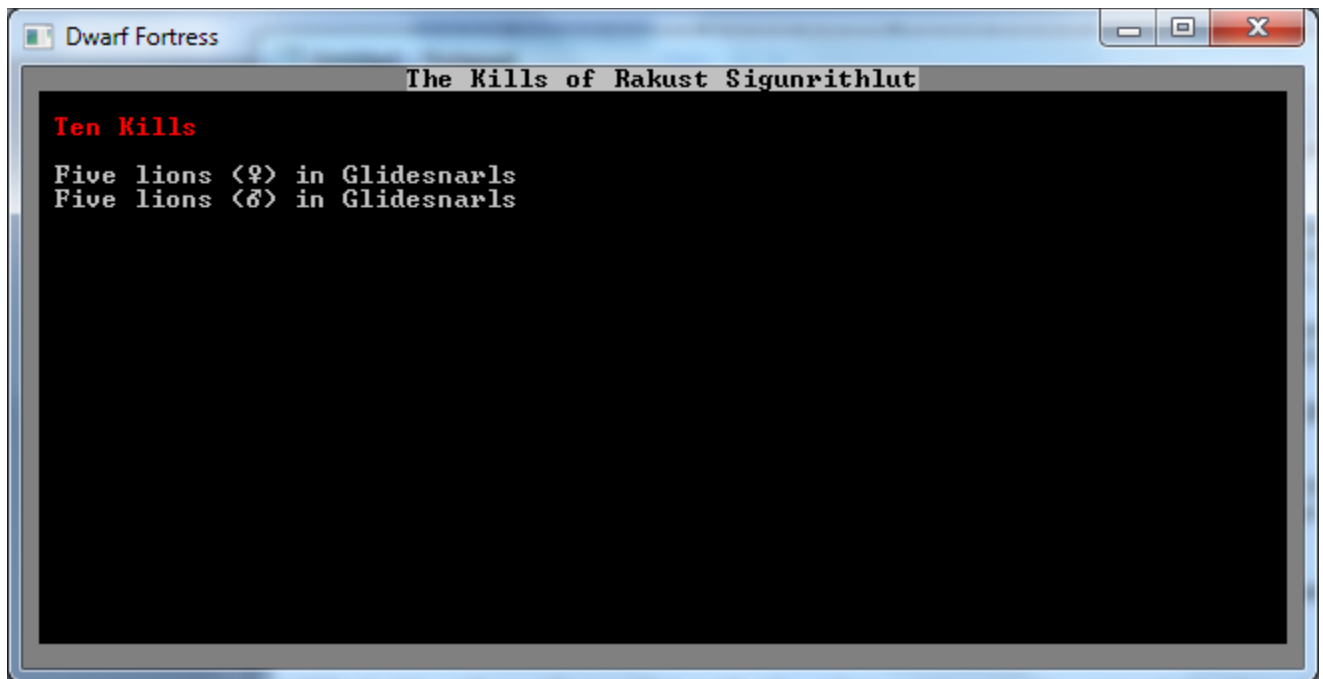 Dwarf Fortress
The Kills of Rakust Sigunrithlut
Ten Kills
Five lions (♀) in Glidesnarls
Five lions (♂) in Glidesnarls